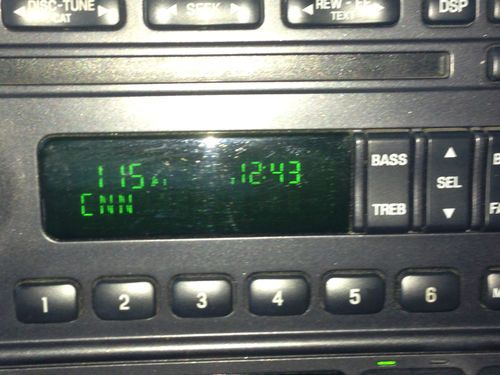 DISC-TUNE
CAT
SEEK
REW - FF
TEXT
DSP
115 12:43
CNN
BASS
TREB
SEL
1 2 3 4 5 6